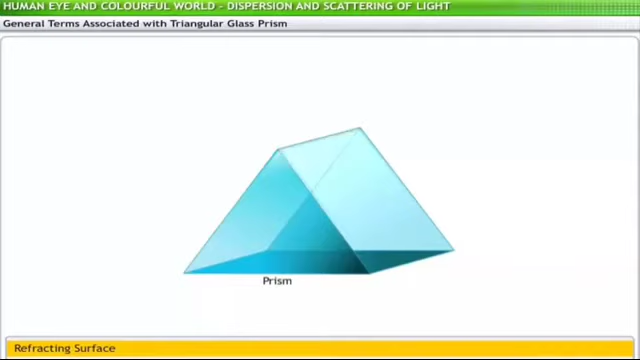 HUMAN EYE AND COLOURFUL WORLD - DISPERSION AND SCATTERING OF LIGHT
General Terms Associated with Triangular Glass Prism
Prism
Refracting Surface